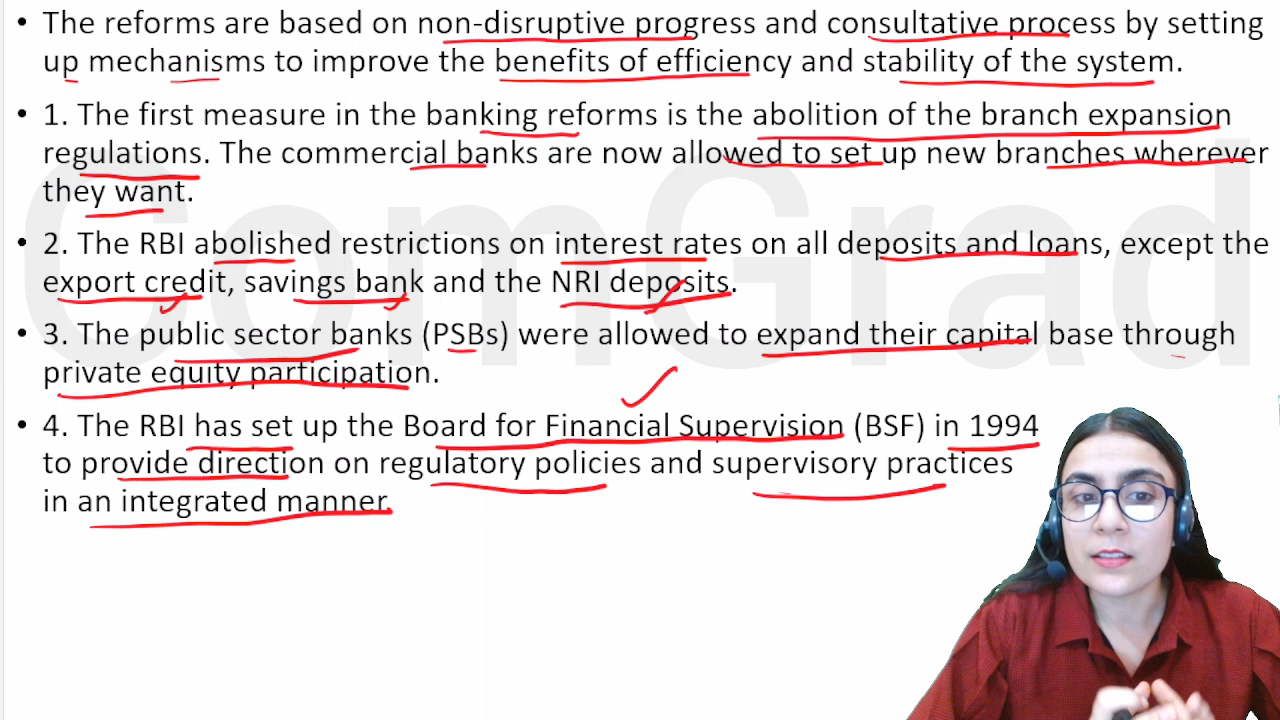 • The reforms are based on non-disruptive progress and consultative process by setting
up mechanisms to improve the benefits of efficiency and stability of the system.
• 1. The first measure in the banking reforms is the abolition of the branch expansion
regulations. The commercial banks are now allowed to set up new branches wherever
they want.
• 2. The RBI abolished restrictions on interest rates on all deposits and loans, except the
export credit, savings bank and the NRI deposits.
• 3. The public sector banks (PSBs) were allowed to expand their capital base through
private equity participation.
• 4. The RBI has set up the Board for Financial Supervision (BSF) in 1994
to provide direction on regulatory policies and supervisory practices
in an integrated manner.
ComGrad